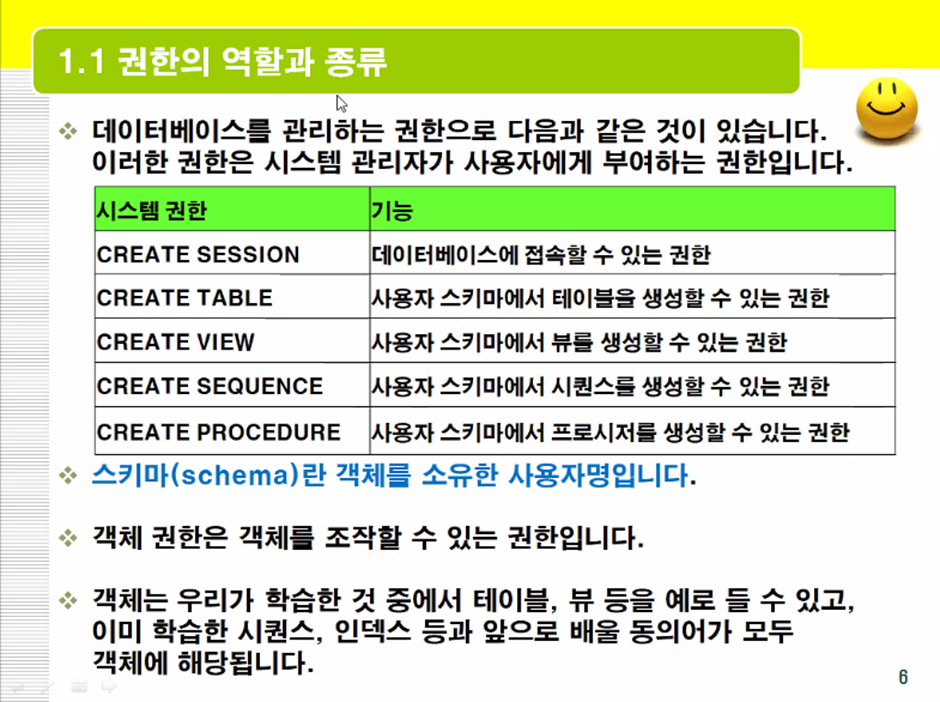 1.1 권한의 역할과 종류
데이터베이스를 관리하는 권한으로 다음과 같은 것이 있습니다.
이러한 권한은 시스템 관리자가 사용자에게 부여하는 권한입니다.
시스템 권한 기능
CREATE SESSION 데이터베이스에 접속할 수 있는 권한
CREATE TABLE 사용자 스키마에서 테이블을 생성할 수 있는 권한
CREATE VIEW 사용자 스키마에서 뷰를 생성할 수 있는 권한
CREATE SEQUENCE 사용자 스키마에서 시퀀스를 생성할 수 있는 권한
CREATE PROCEDURE 사용자 스키마에서 프로시저를 생성할 수 있는 권한
스키마(schema)란 객체를 소유한 사용자명입니다.
객체 권한은 객체를 조작할 수 있는 권한입니다.
객체는 우리가 학습한 것 중에서 테이블, 뷰 등을 예로 들 수 있고,
이미 학습한 시퀀스, 인덱스 등과 앞으로 배울 동의어가 모두
객체에 해당됩니다.
6